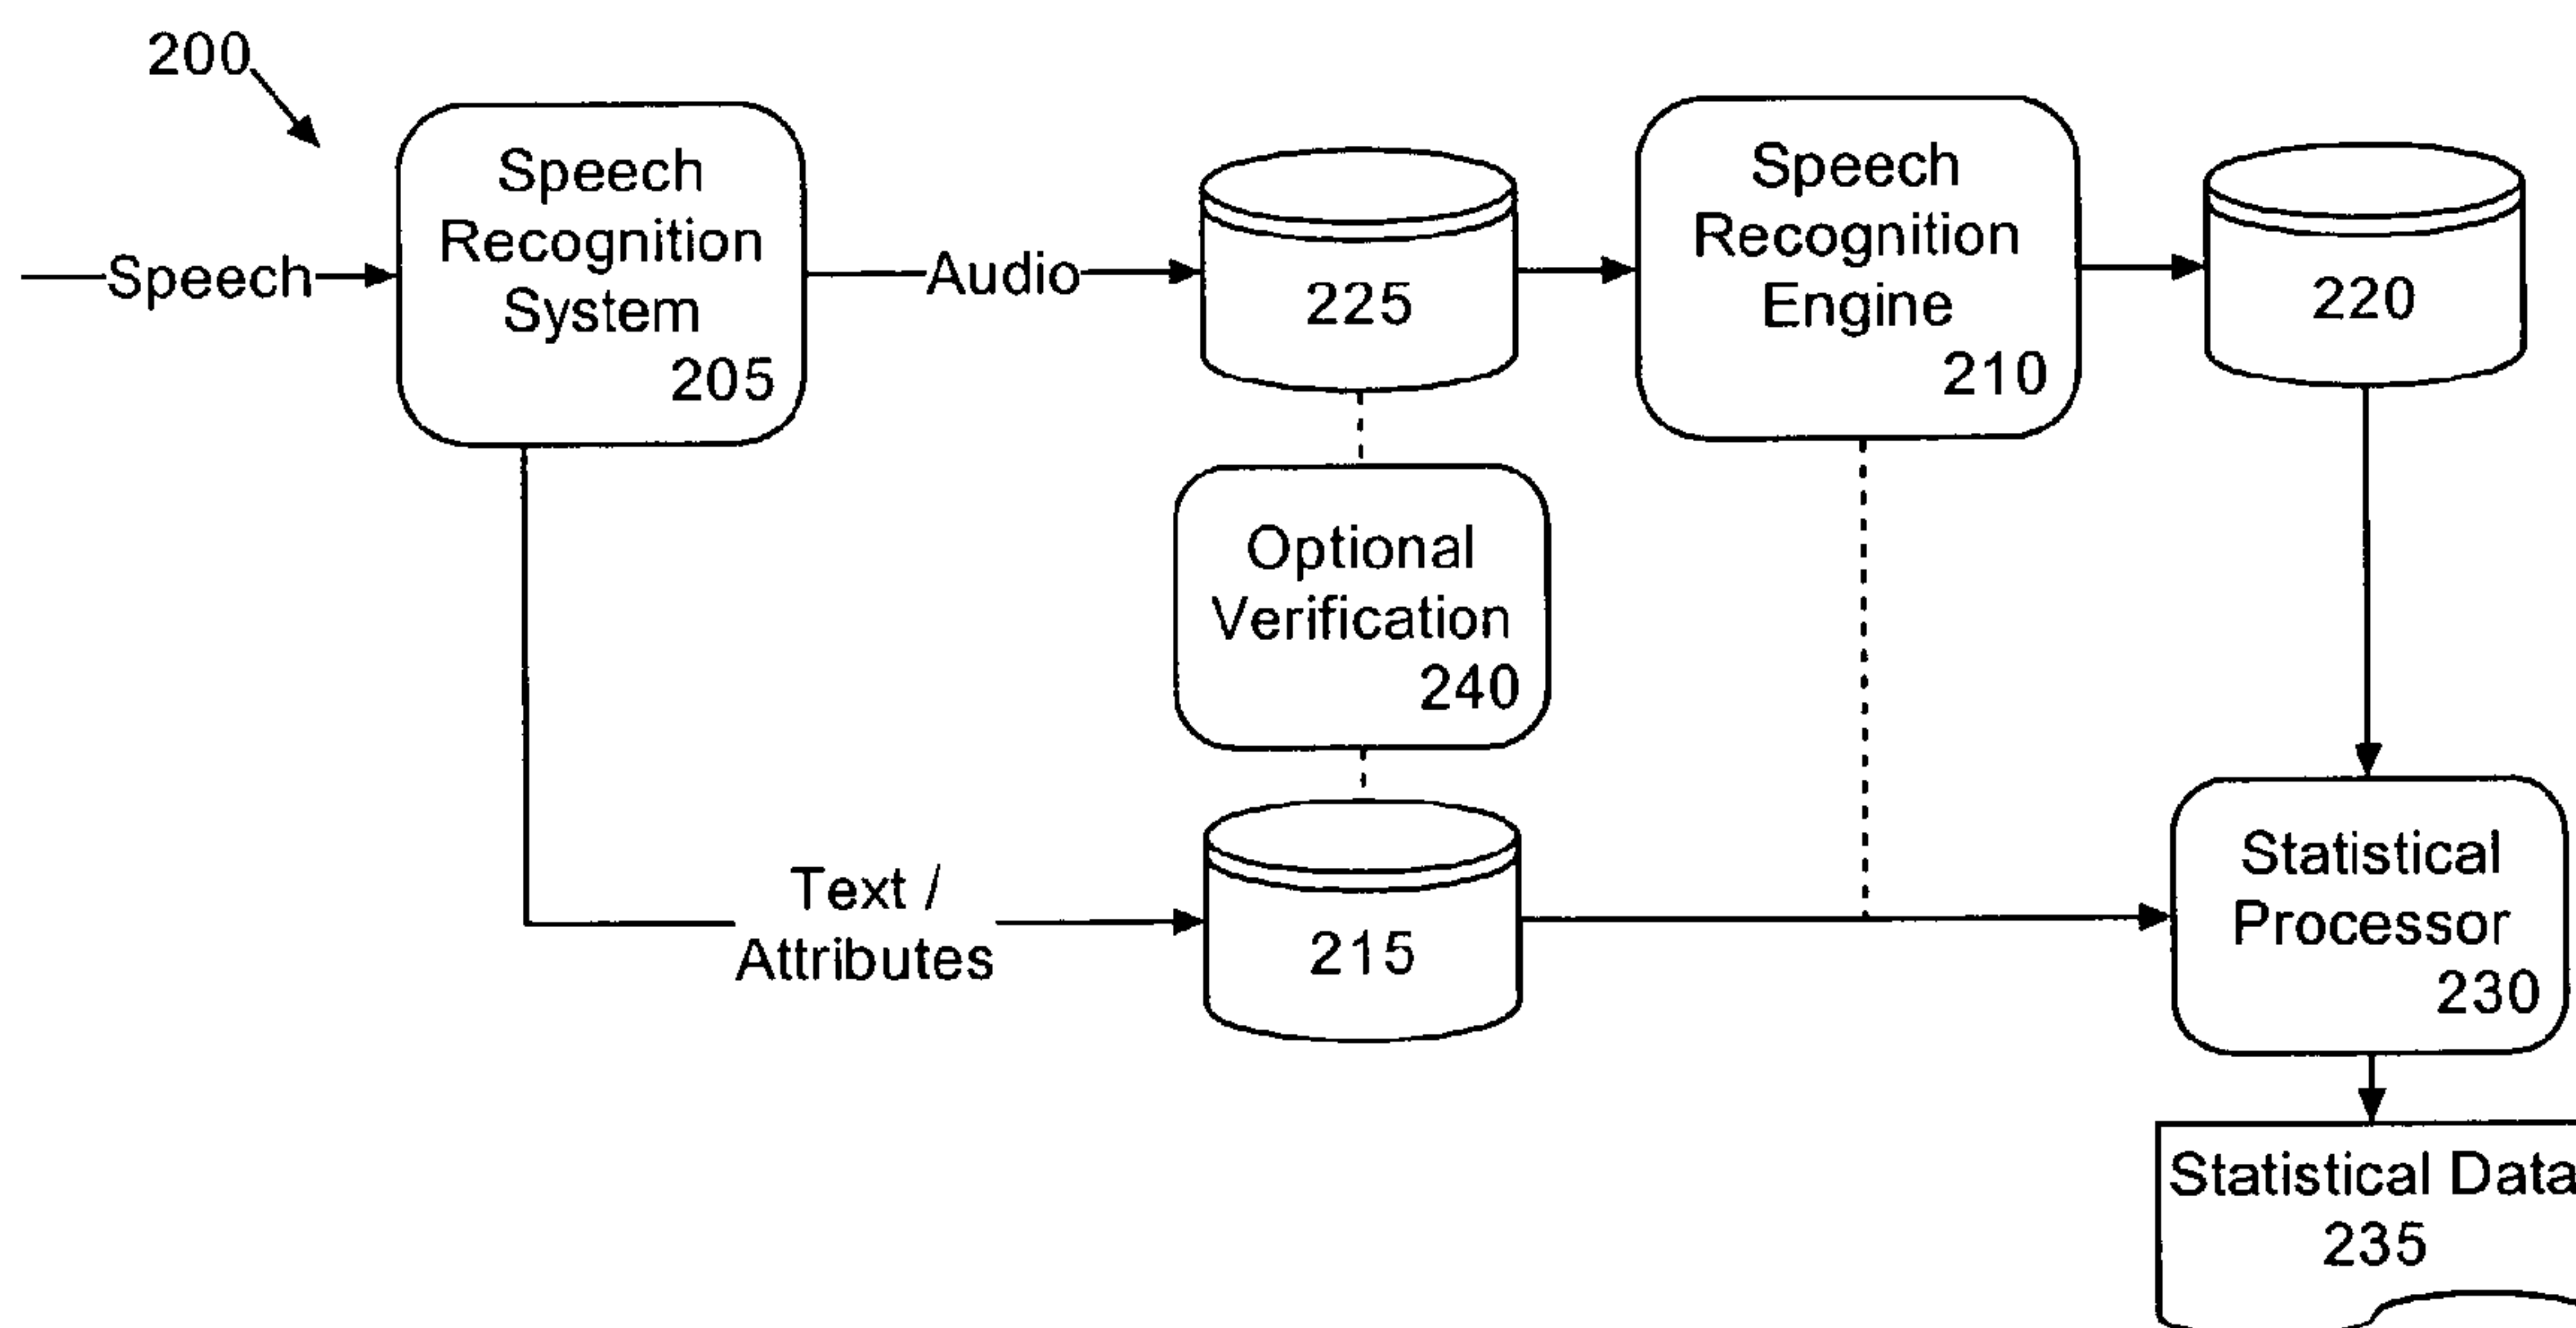 200
Speech
Speech
Recognition
System
205
Audio
225
Speech
Recognition
Engine
210
220
Optional
Verification
240
Text /
Attributes
215
Statistical
Processor
230
Statistical Data
235